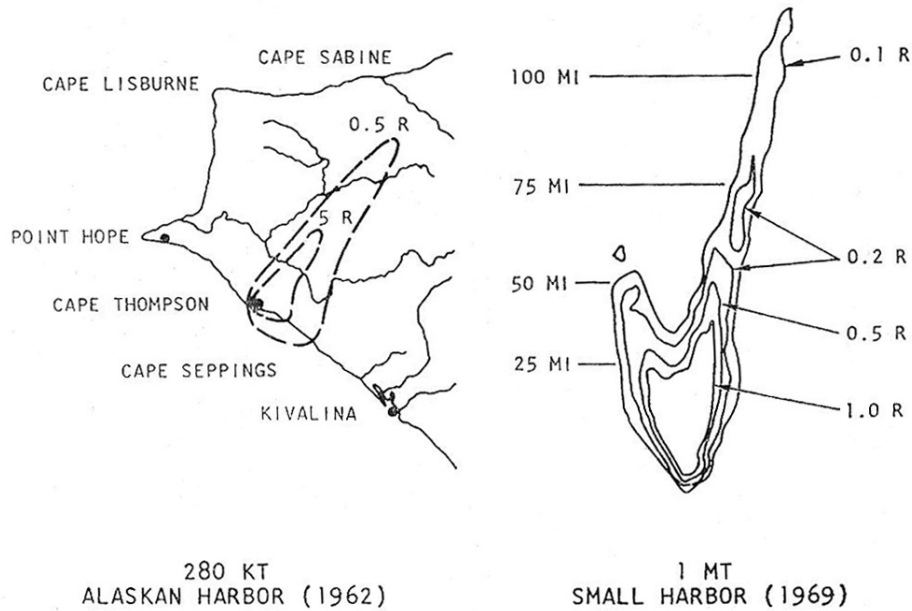 CAPE SABINE
CAPE LISBURNE
0.5 R
5 R
POINT HOPE
CAPE THOMPSON
CAPE SEPPINGS
KIVALINA
280 KT
ALASKAN HARBOR (1962)
0.1 R
100 MI
75 MI
0.2 R
50 MI
0.5 R
25 MI
1.0 R
1 MT
SMALL HARBOR (1969)